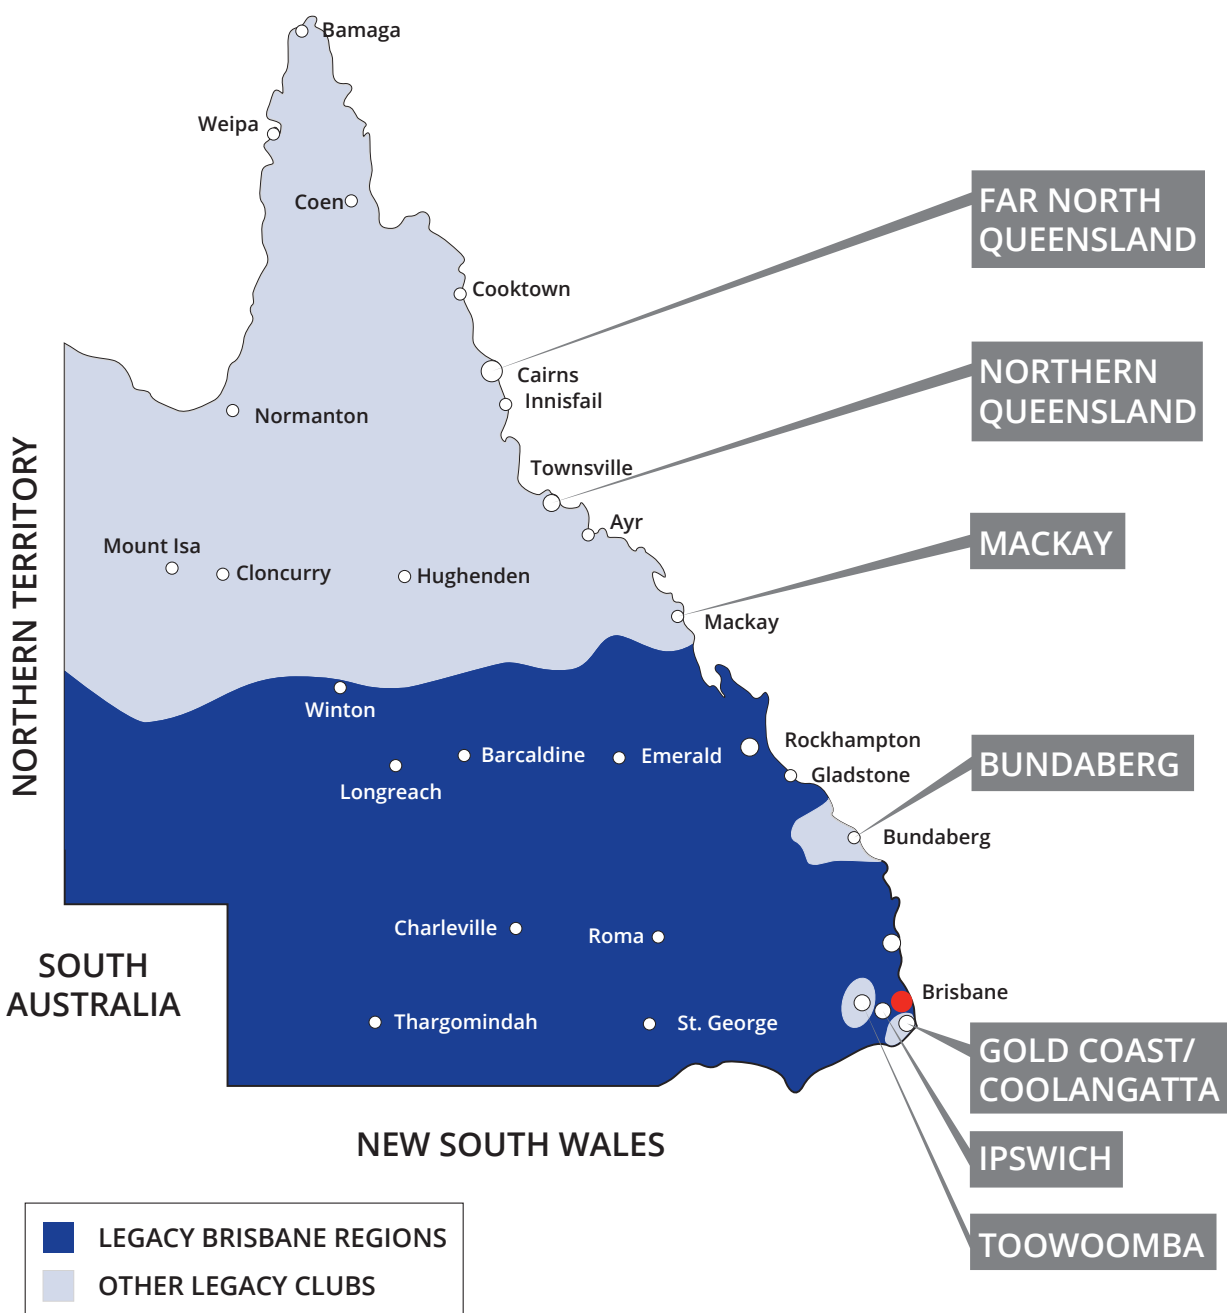 Bamaga
Weipa
Coen
FAR NORTH
QUEENSLAND
Cooktown
Cairns
Innisfail
NORTHERN
QUEENSLAND
Normanton
NORTHERN TERRITORY
Townsville
Ayr
MACKAY
Mount Isa
Cloncurry
Hughenden
Mackay
Winton
Rockhampton
Barcaldine
Emerald
BUNDABERG
Gladstone
Longreach
Bundaberg
Charleville
Roma
SOUTH
AUSTRALIA
Brisbane
Thargomindah
St. George
GOLD COAST/
COOLANGATTA
NEW SOUTH WALES
IPSWICH
TOOWOOMBA
LEGACY BRISBANE REGIONS
OTHER LEGACY CLUBS